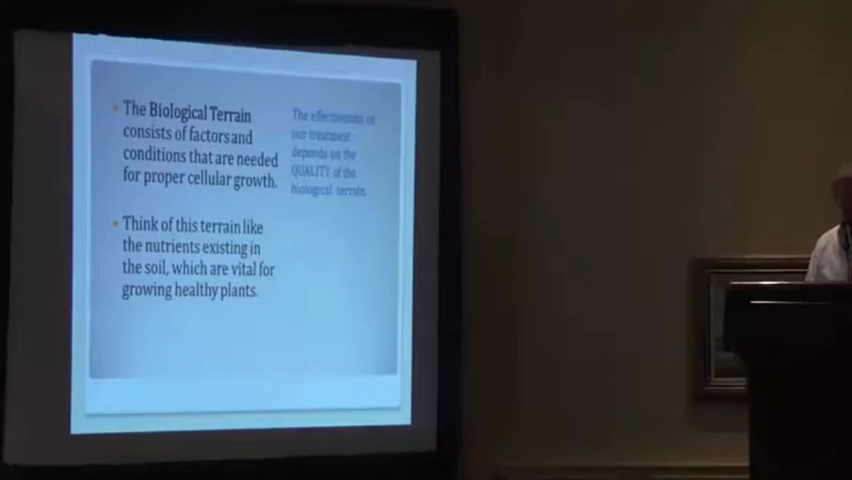 The Biological Terrain
consists of factors and
conditions that are needed
for proper cellular growth.
Think of this terrain like
the nutrients existing in
the soil, which are vital for
growing healthy plants.
The effectiveness of
our treatment
depends on the
QUALITY of the
biological terrain